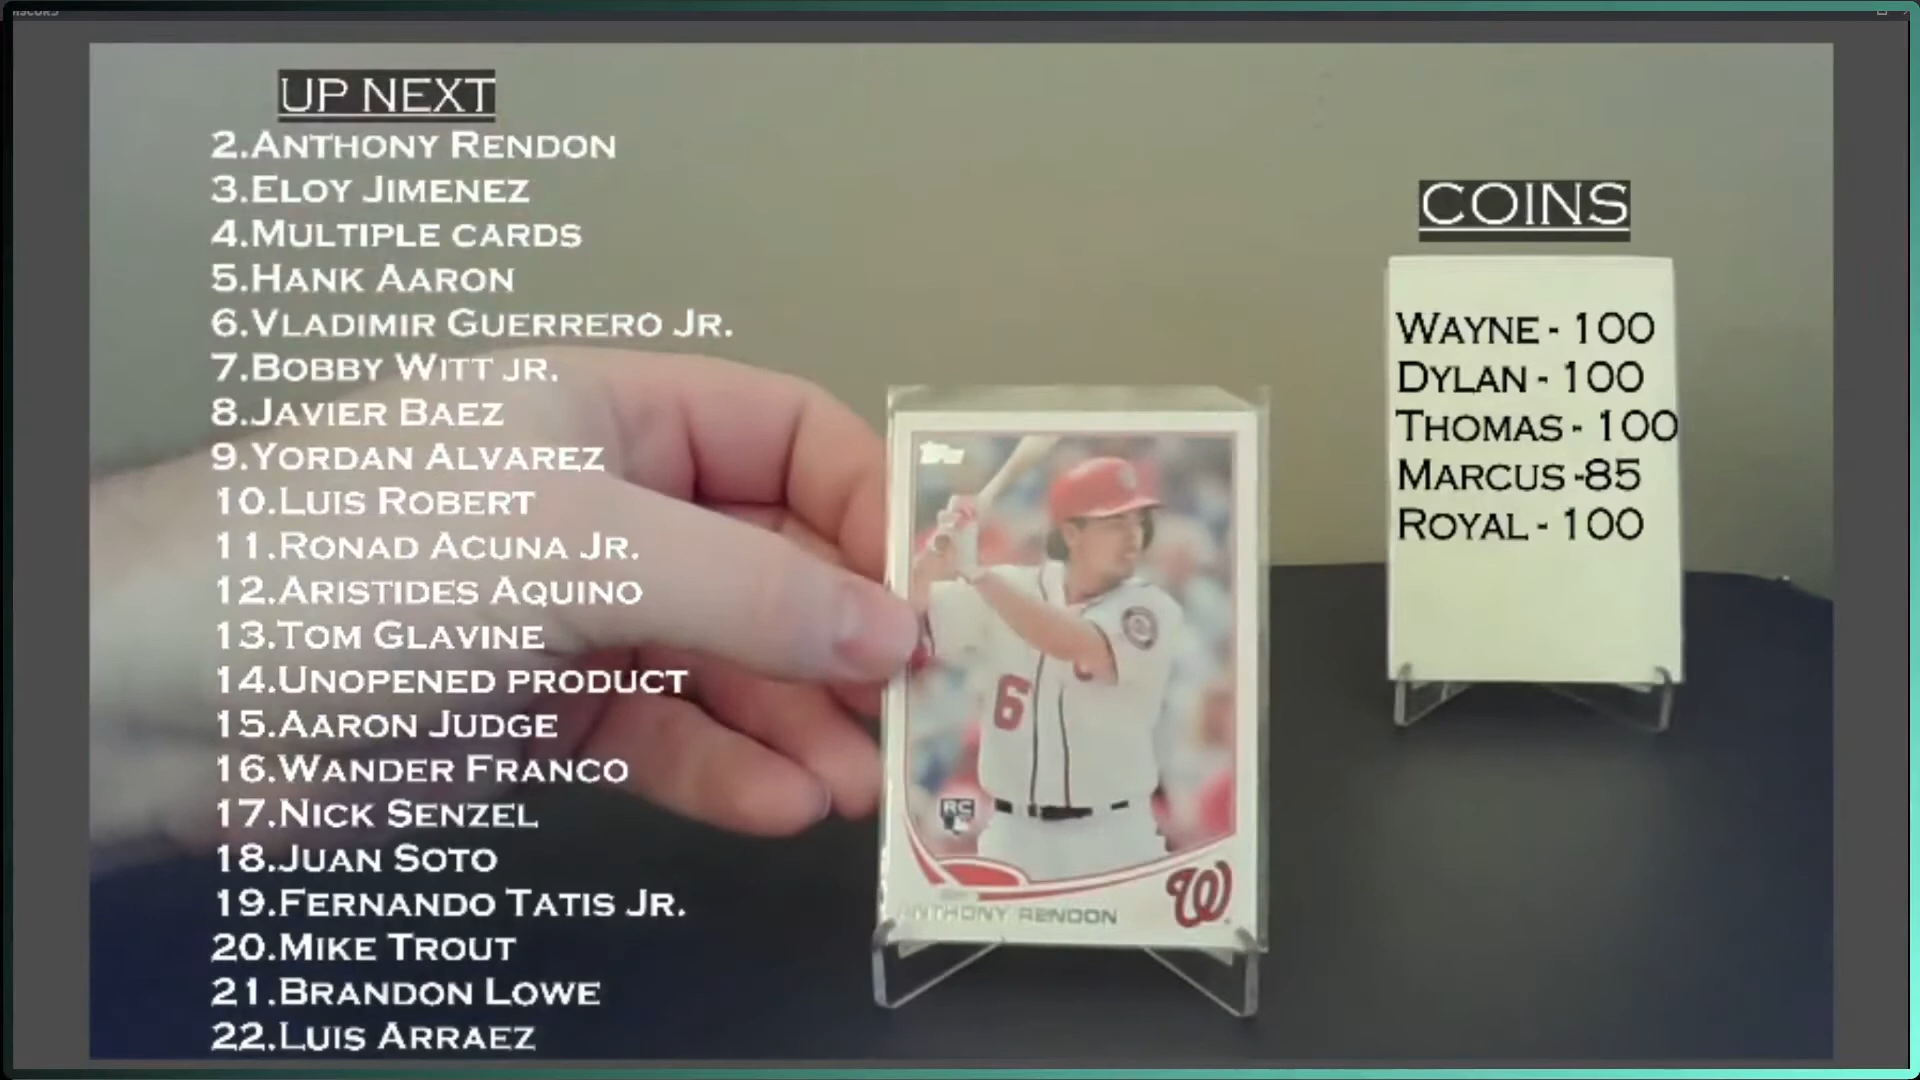 UP NEXT
2.ANTHONY RENDON
3.ELOY JIMENEZ
4.MULTIPLE CARDS
5.HANK AARON
6.VLADIMIR GUERRERO JR.
7.BOBBY WITT JR.
8.JAVIER BAEZ
9.YORDAN ALVAREZ
10.LUIS ROBERT
11.RONAD ACUNA JR.
12.ARISTIDES AQUINO
13.TOM GLAVINE
14.UNOPENED PRODUCT
15.AARON JUDGE
16.WANDER FRANCO
17.NICK SENZEL
18.JUAN SOTO
19.FERNANDO TATIS JR.
20.MIKE TROUT
21.BRANDON LOWE
22.LUIS ARRAEZ
COINS
WAYNE - 100
DYLAN - 100
THOMAS - 100
MARCUS -85
ROYAL - 100
Topps
6
RC
W
ANTHONY RENDON